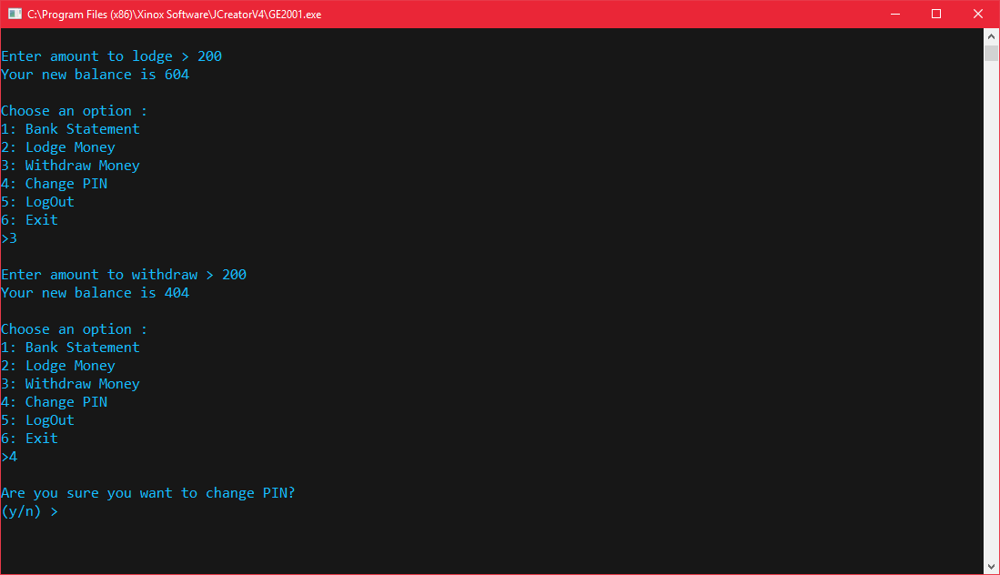 C:\Program Files (x86)\Xinox Software\JCreatorV4\GE2001.exe
Enter amount to lodge > 200
Your new balance is 604
Choose an option :
1: Bank Statement
2: Lodge Money
3: Withdraw Money
4: Change PIN
5: LogOut
6: Exit
>3
Enter amount to withdraw > 200
Your new balance is 404
Choose an option :
1: Bank Statement
2: Lodge Money
3: Withdraw Money
4: Change PIN
5: LogOut
6: Exit
>4
Are you sure you want to change PIN?
(y/n) >